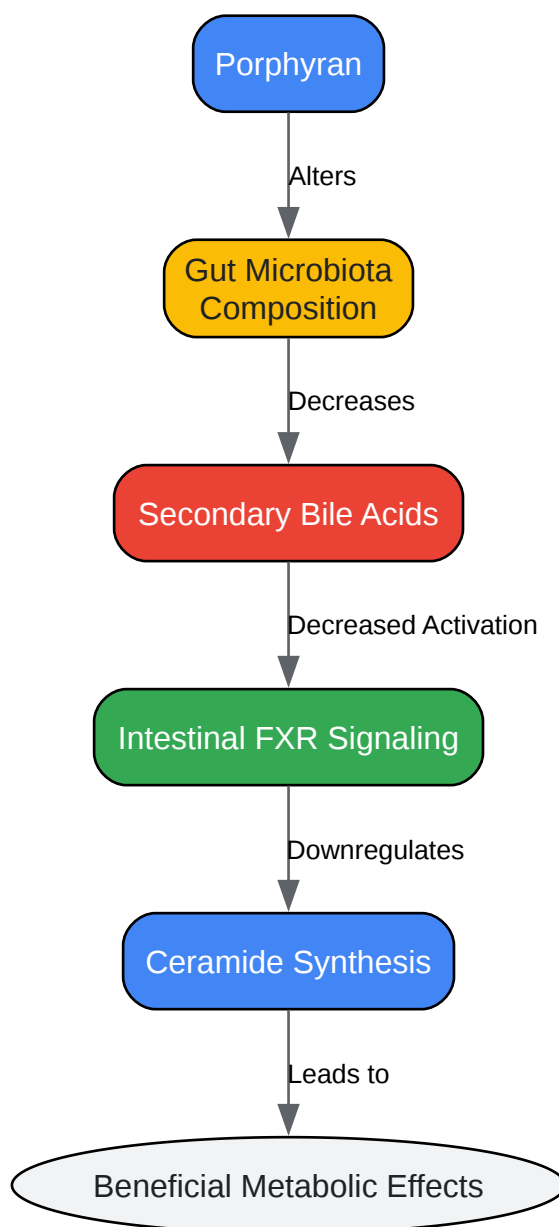 Porphyran
Alters
Gut Microbiota
Composition
Decreases
Secondary Bile Acids
Decreased Activation
Intestinal FXR Signaling
Downregulates
Ceramide Synthesis
Leads to
Beneficial Metabolic Effects